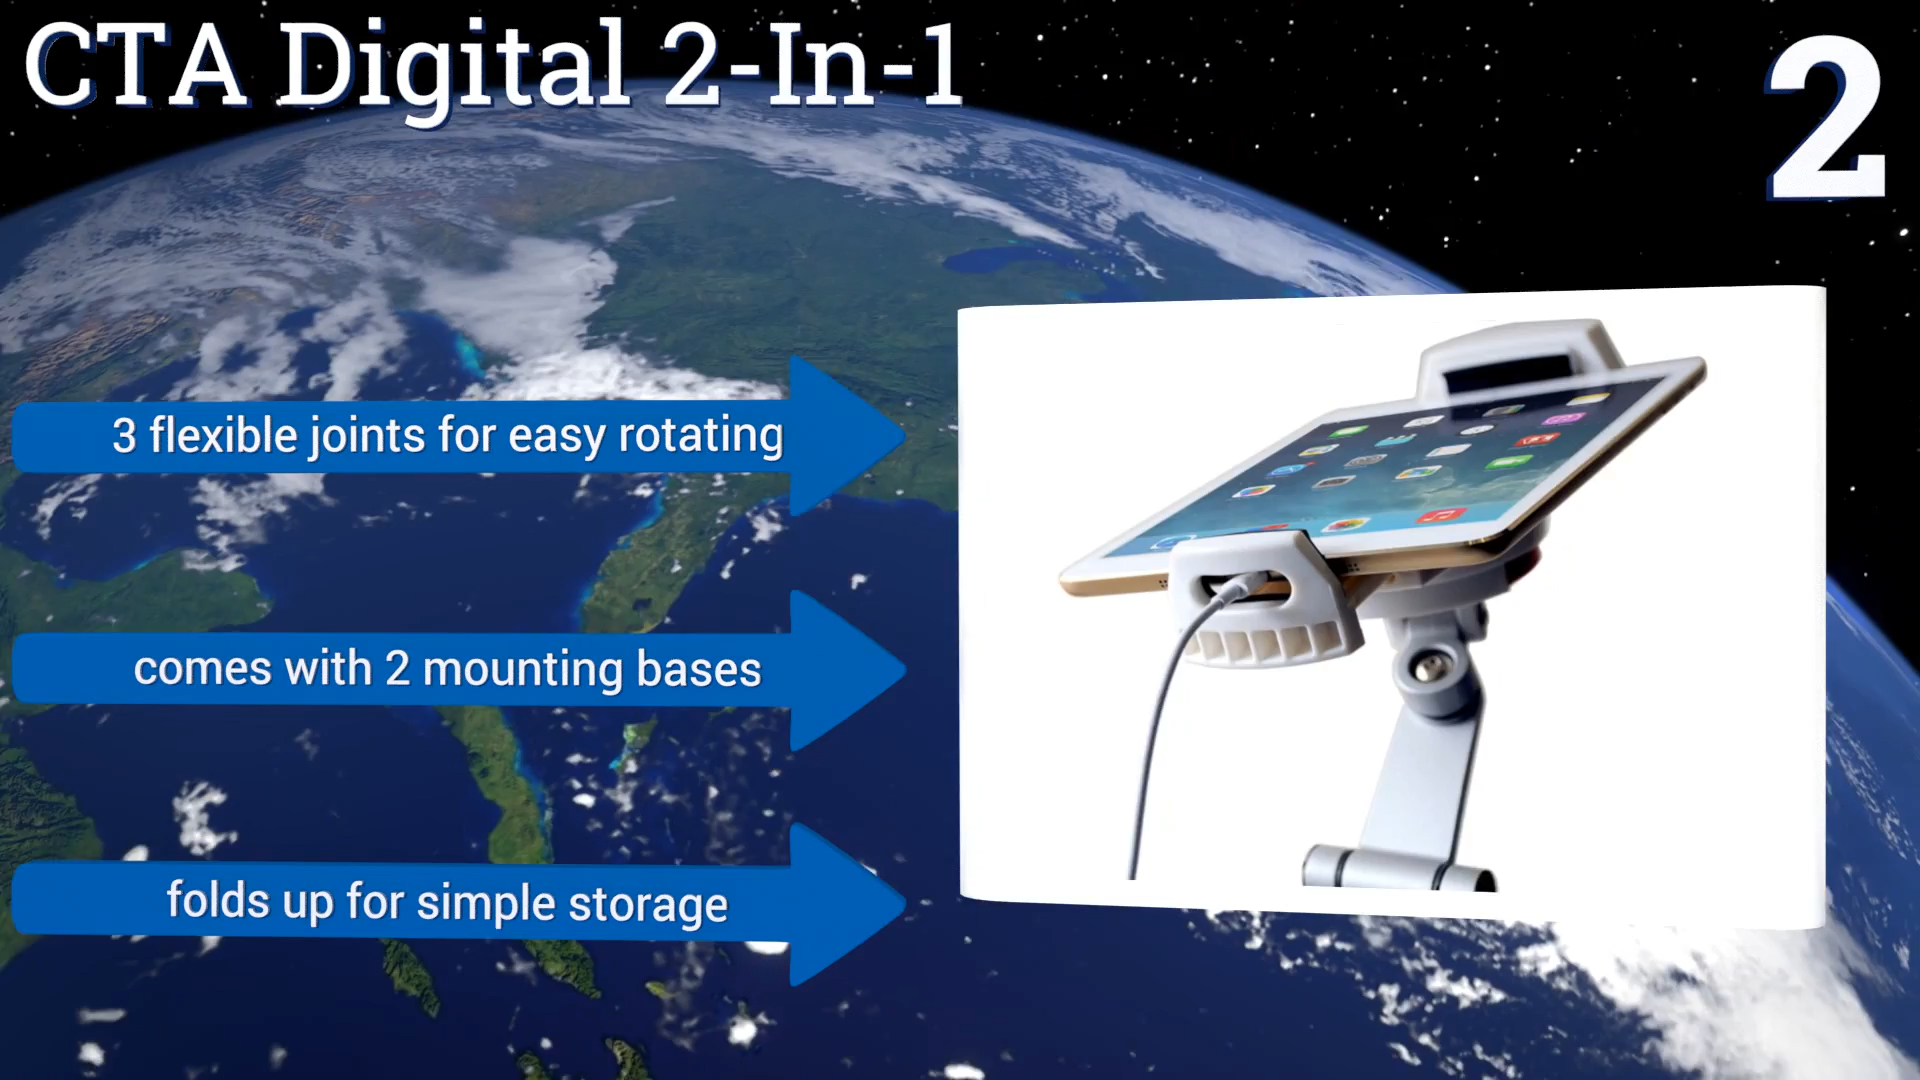 CTA Digital 2-In-1
2
3 flexible joints for easy rotating
comes with 2 mounting bases
folds up for simple storage